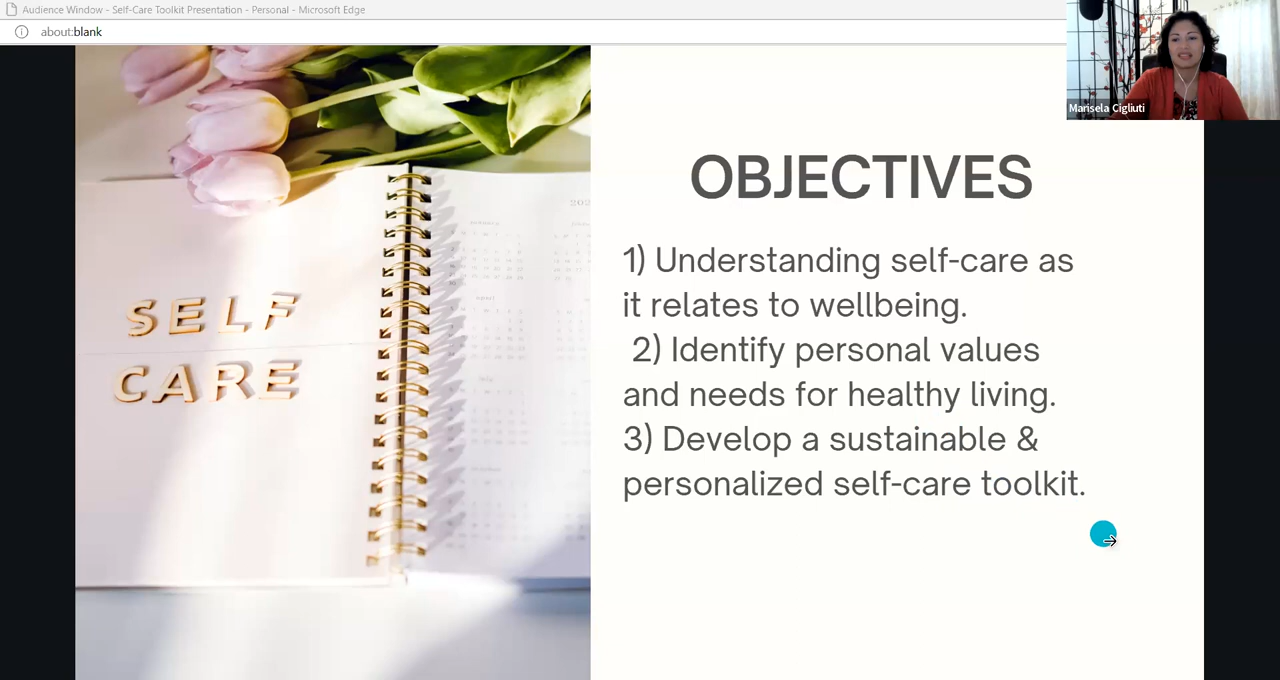 Audience Window - Self-Care Toolkit Presentation - Personal - Microsoft Edge
about:blank
Marisela Cigliuti
SELF
CARE
OBJECTIVES
1) Understanding self-care as
it relates to wellbeing.
2) Identify personal values
and needs for healthy living.
3) Develop a sustainable &
personalized self-care toolkit.